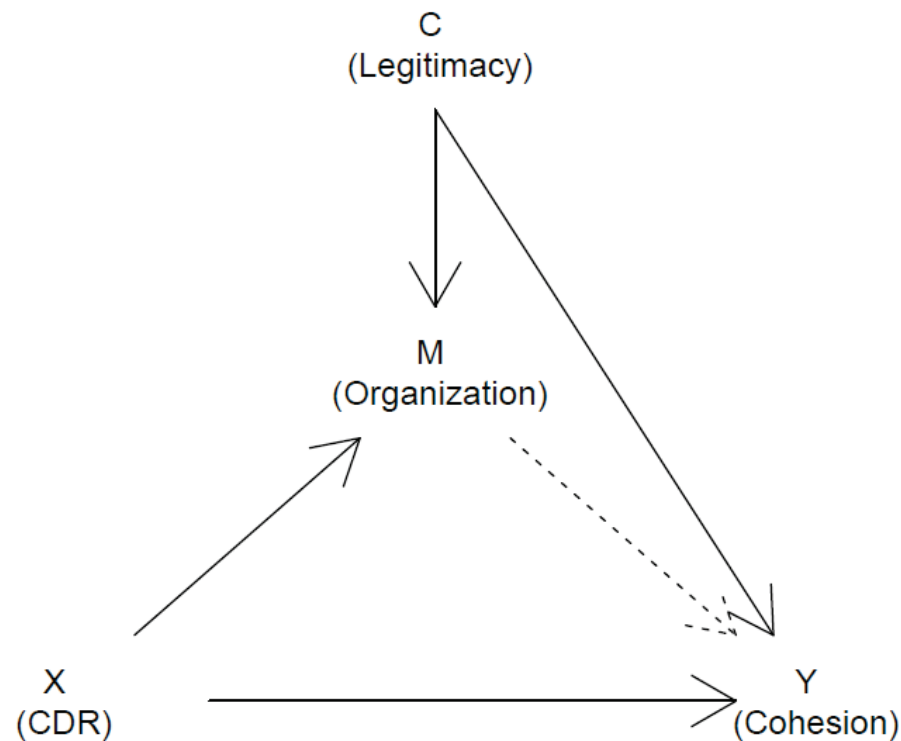 C
(Legitimacy)
M
(Organization)
X
(CDR)
Y
(Cohesion)